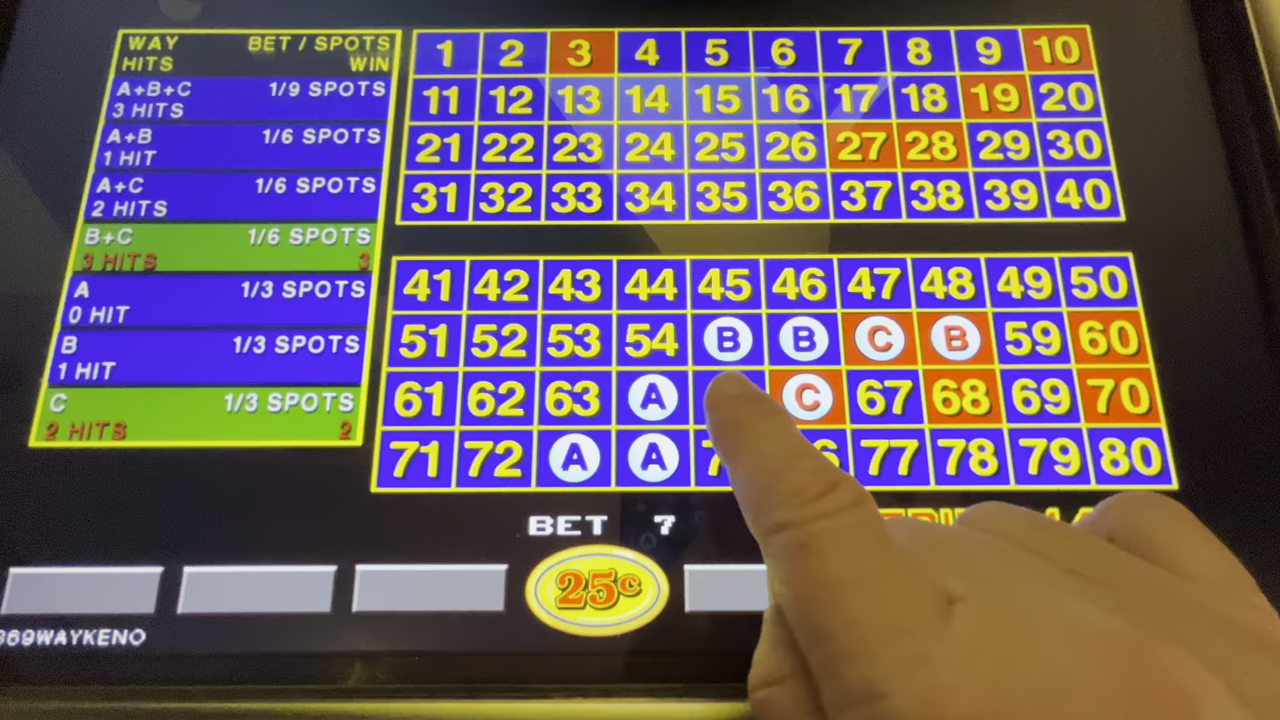 WAY BET / SPOTS
HITS WIN
A+B+C 1/9 SPOTS
3 HITS
A+B 1/6 SPOTS
1 HIT
A+C 1/6 SPOTS
2 HITS
B+C 1/6 SPOTS
3 HITS 3
A 1/3 SPOTS
0 HIT
B 1/3 SPOTS
1 HIT
C 1/3 SPOTS
2 HITS 2
1 2 3 4 5 6 7 8 9 10
11 12 13 14 15 16 17 18 19 20
21 22 23 24 25 26 27 28 29 30
31 32 33 34 35 36 37 38 39 40
41 42 43 44 45 46 47 48 49 50
51 52 53 54 B B C B 59 60
61 62 63 A C 67 68 69 70
71 72 A A 77 78 79 80
BET 7
25¢
369WAYKENO